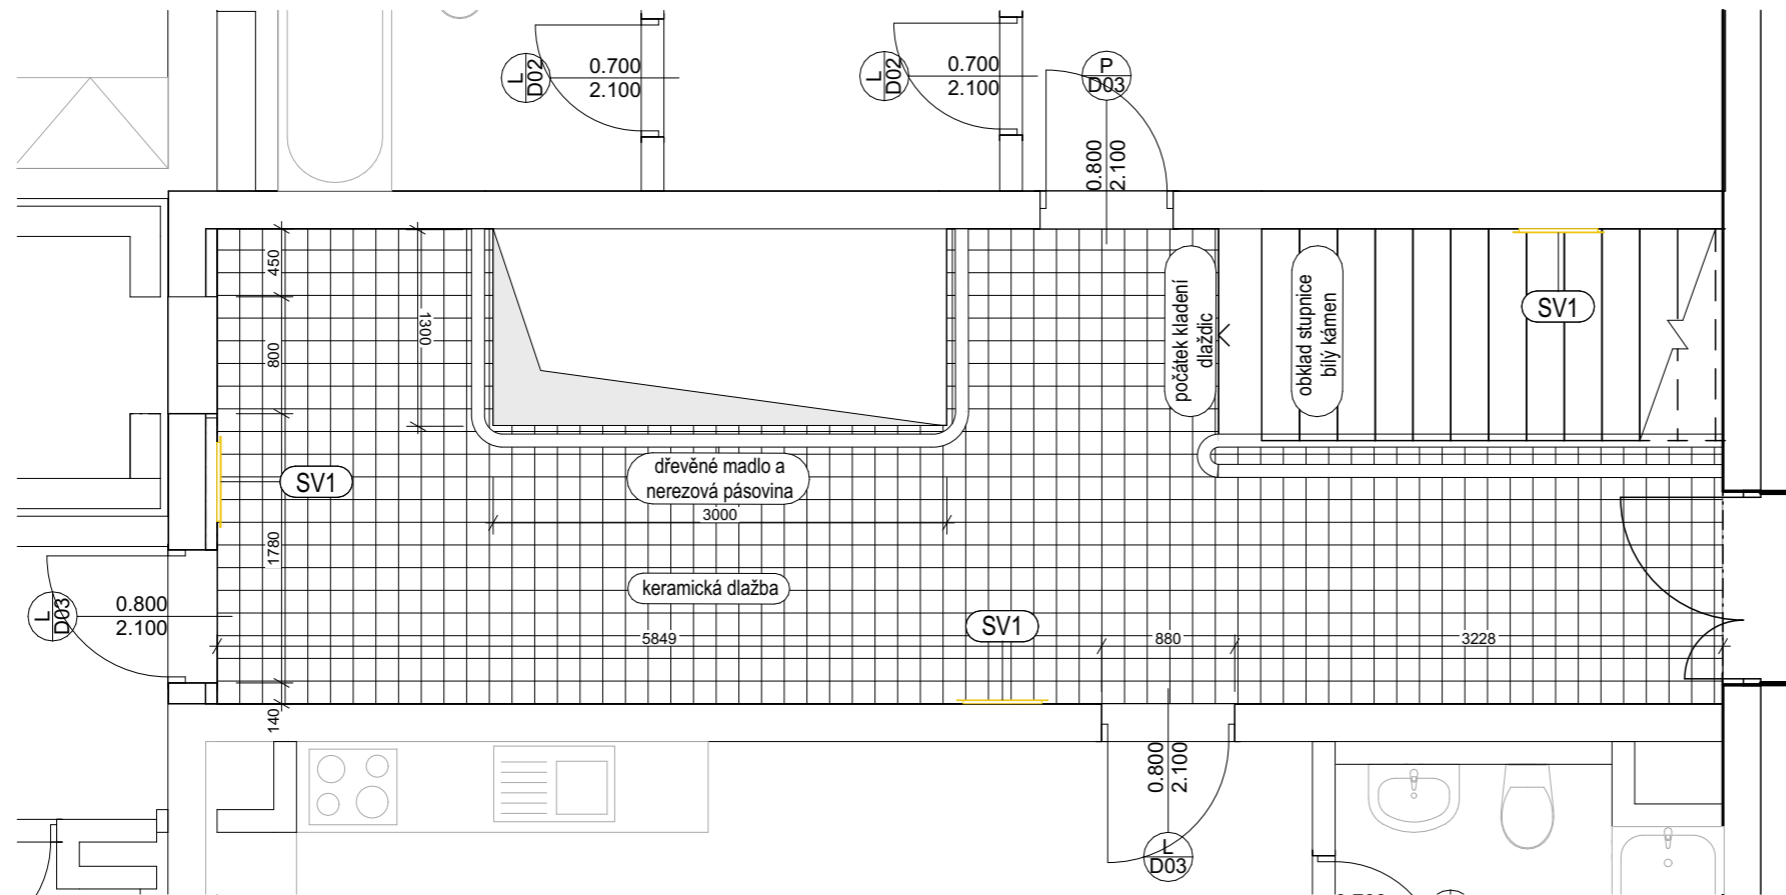 L
D02
0.700
2.100
L
D02
0.700
2.100
P
D03
0.800
2.100
450
800
1780
140
1300
počátek kladení
dlaždic
obklad stupnice
bílý kámen
SV1
SV1
dřevěné madlo a
nerezová pásovina
3000
keramická dlažba
L
D03
0.800
2.100
SV1
5849
880
3228
0.800
2.100
L
D03